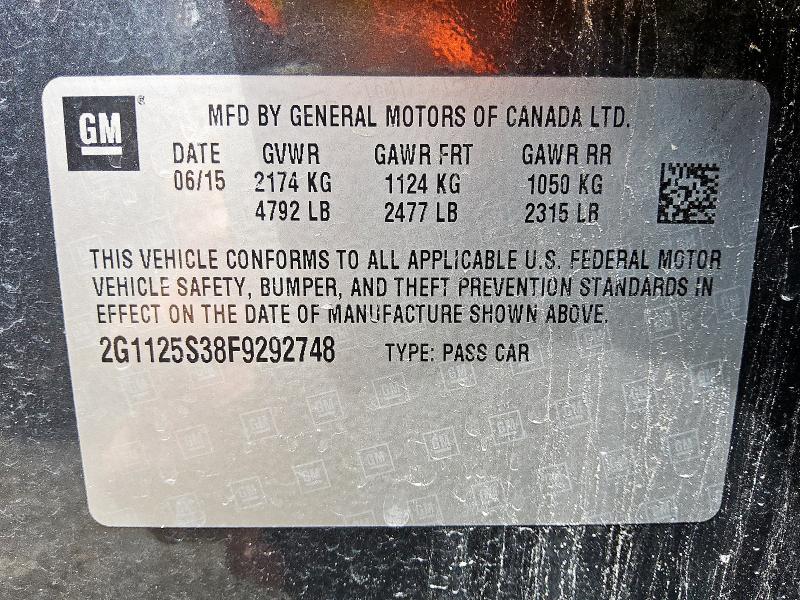 GM
MFD BY GENERAL MOTORS OF CANADA LTD.
DATE GVWR GAWR FRT GAWR RR
06/15 2174 KG 1124 KG 1050 KG
4792 LB 2477 LB 2315 LB
THIS VEHICLE CONFORMS TO ALL APPLICABLE U.S. FEDERAL MOTOR
VEHICLE SAFETY, BUMPER, AND THEFT PREVENTION STANDARDS IN
EFFECT ON THE DATE OF MANUFACTURE SHOWN ABOVE.
2G1125S38F9292748 TYPE: PASS CAR